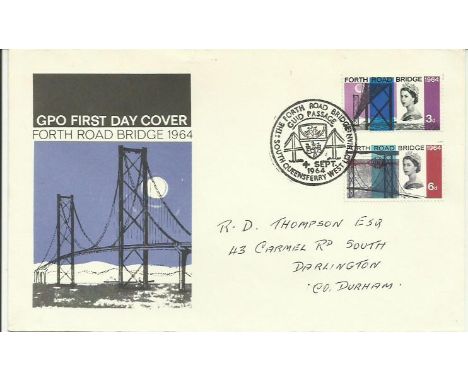 GPO FIRST DAY COVER
FORTH ROAD BRIDGE 1964
THE FORTH ROAD BRIDGE
GUID PASSAGE
4 SEPT.
1964
SOUTH QUEENSFERRY WEST LOTHIAN
FORTH ROAD BRIDGE 1964
3d
FORTH ROAD BRIDGE 1964
6d
R. D. THOMPSON ESQ
43 CARMEL RD SOUTH
DARLINGTON
CO. DURHAM.